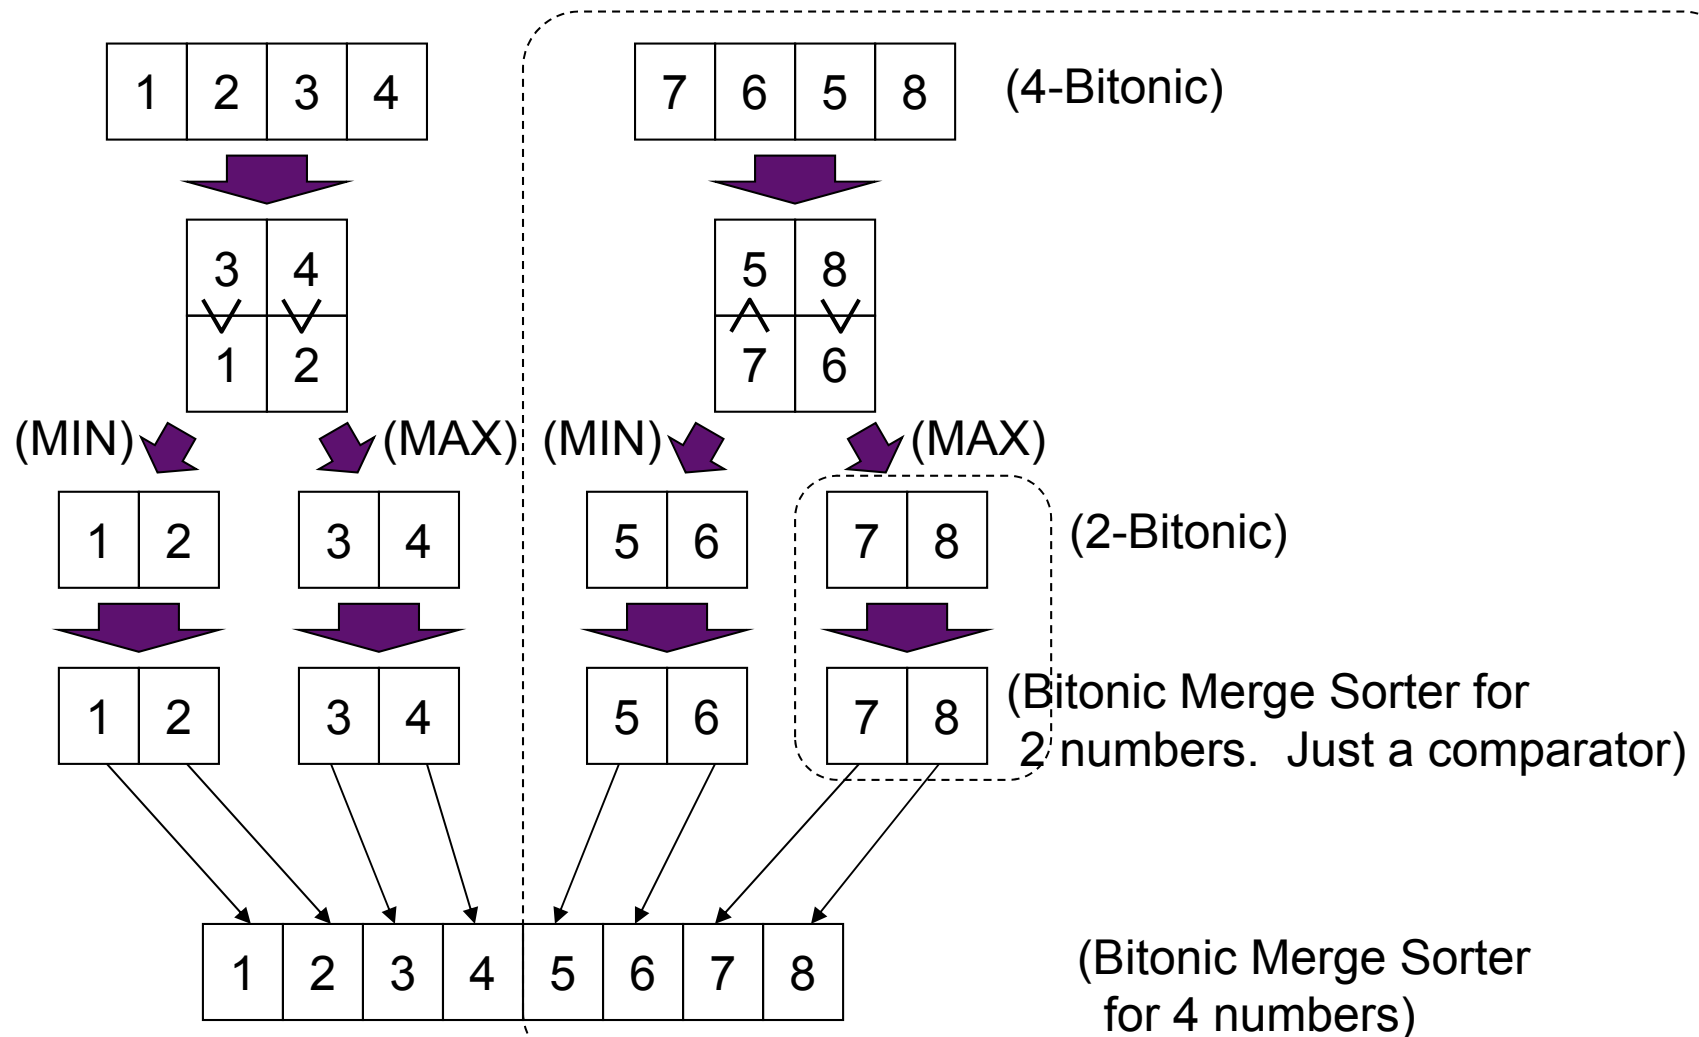 1 2 3 4 7 6 5 8 (4-Bitonic)
3 4 5 8
1 2 7 6
(MIN) (MAX) (MIN) (MAX)
1 2 3 4 5 6 7 8 (2-Bitonic)
1 2 3 4 5 6 7 8 (Bitonic Merge Sorter for
2 numbers. Just a comparator)
1 2 3 4 5 6 7 8 (Bitonic Merge Sorter
for 4 numbers)